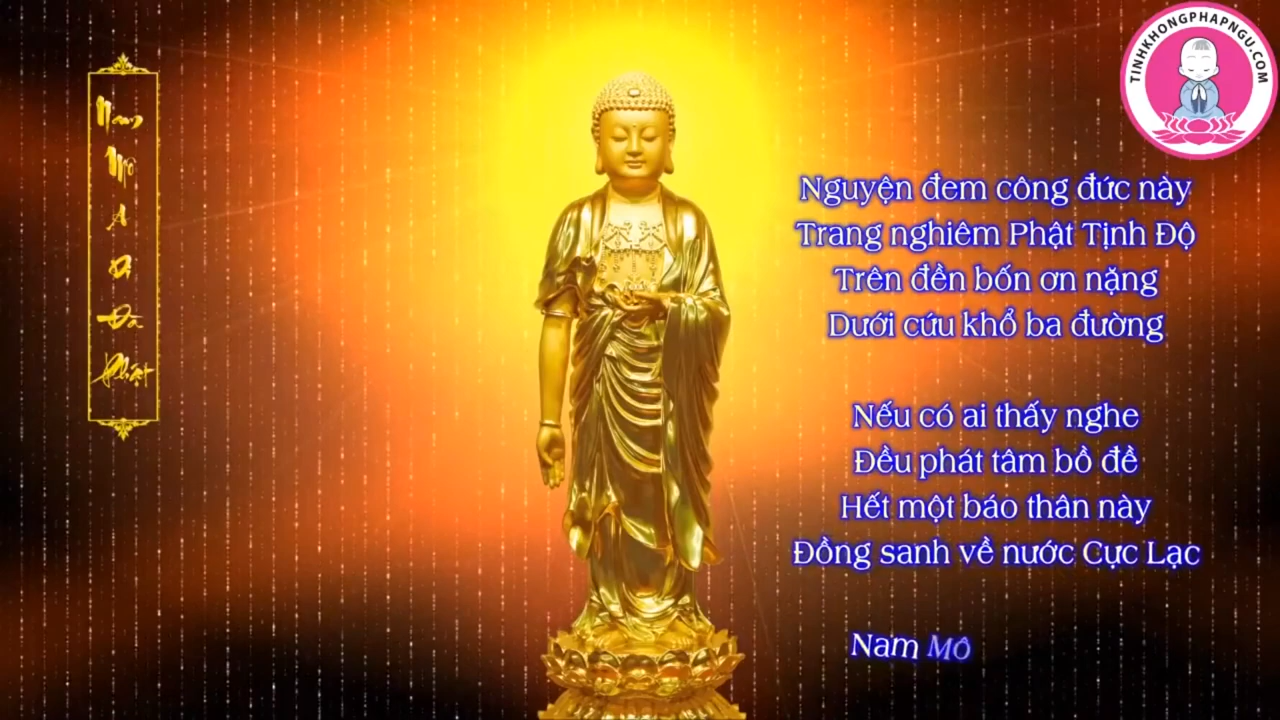 Nam
Mô
A
Di
Đà
Phật
TINHKHONGPHAPNGU.COM
Nguyện đem công đức này
Trang nghiêm Phật Tịnh Độ
Trên đền bốn ơn nặng
Dưới cứu khổ ba đường
Nếu có ai thấy nghe
Đều phát tâm bồ đề
Hết một báo thân này
Đồng sanh về nước Cực Lạc
Nam Mô